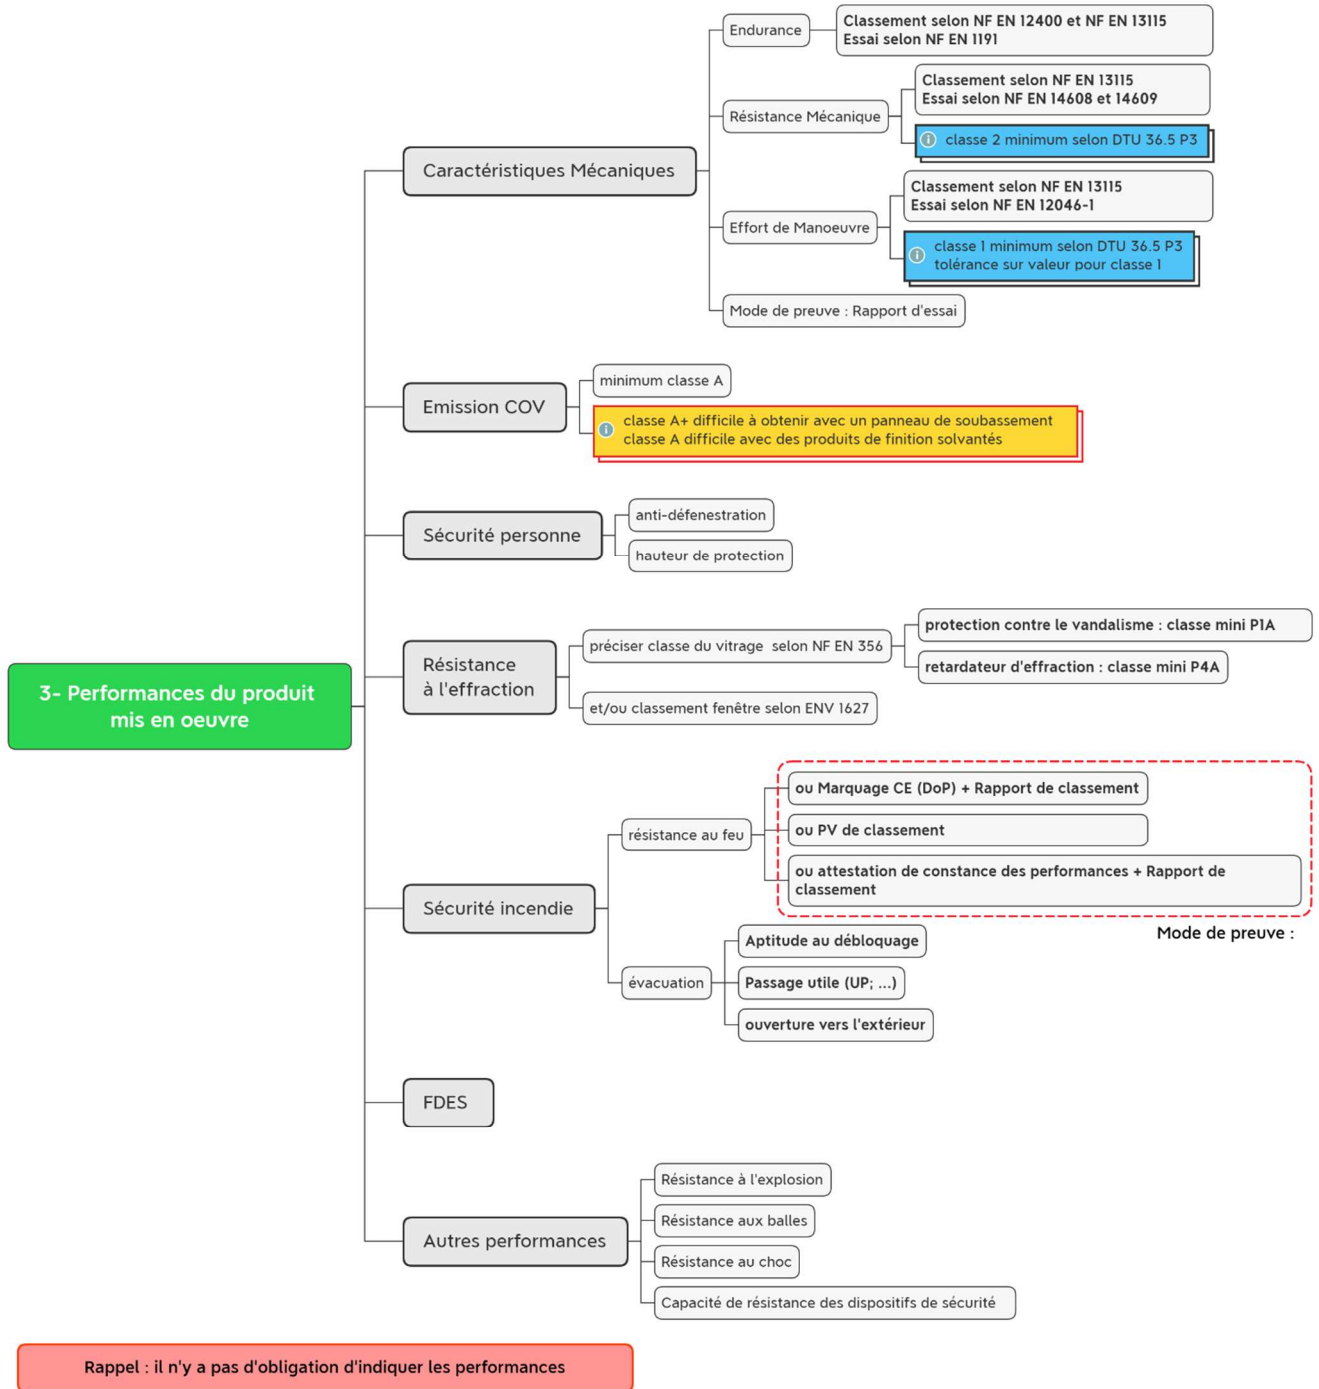 Endurance
Classement selon NF EN 12400 et NF EN 13115
Essai selon NF EN 1191
Résistance Mécanique
Classement selon NF EN 13115
Essai selon NF EN 14608 et 14609
classe 2 minimum selon DTU 36.5 P3
Caractéristiques Mécaniques
Effort de Manoeuvre
Classement selon NF EN 13115
Essai selon NF EN 12046-1
classe 1 minimum selon DTU 36.5 P3
tolérance sur valeur pour classe 1
Mode de preuve : Rapport d'essai
Emission COV
minimum classe A
classe A+ difficile à obtenir avec un panneau de soubassement
classe A difficile avec des produits de finition solvantés
Sécurité personne
anti-défenestration
hauteur de protection
3- Performances du produit
mis en oeuvre
Résistance
à l'effraction
préciser classe du vitrage selon NF EN 356
protection contre le vandalisme : classe mini P1A
retardateur d'effraction : classe mini P4A
et/ou classement fenêtre selon ENV 1627
Sécurité incendie
résistance au feu
ou Marquage CE (DoP) + Rapport de classement
ou PV de classement
ou attestation de constance des performances + Rapport de
classement
Mode de preuve :
évacuation
Aptitude au débloquage
Passage utile (UP; ...)
ouverture vers l'extérieur
FDES
Autres performances
Résistance à l'explosion
Résistance aux balles
Résistance au choc
Capacité de résistance des dispositifs de sécurité
Rappel : il n'y a pas d'obligation d'indiquer les performances